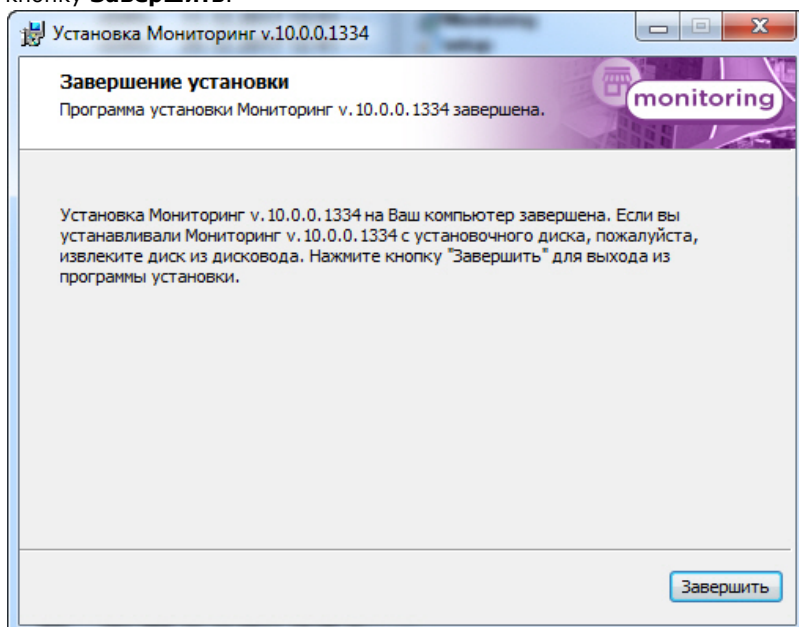 кнопку Завершить.
Установка Мониторинг v.10.0.0.1334
Завершение установки
Программа установки Мониторинг v.10.0.0.1334 завершена.
monitoring
Установка Мониторинг v.10.0.0.1334 на Ваш компьютер завершена. Если вы
устанавливали Мониторинг v.10.0.0.1334 с установочного диска, пожалуйста,
извлеките диск из дисковода. Нажмите кнопку "Завершить" для выхода из
программы установки.
Завершить